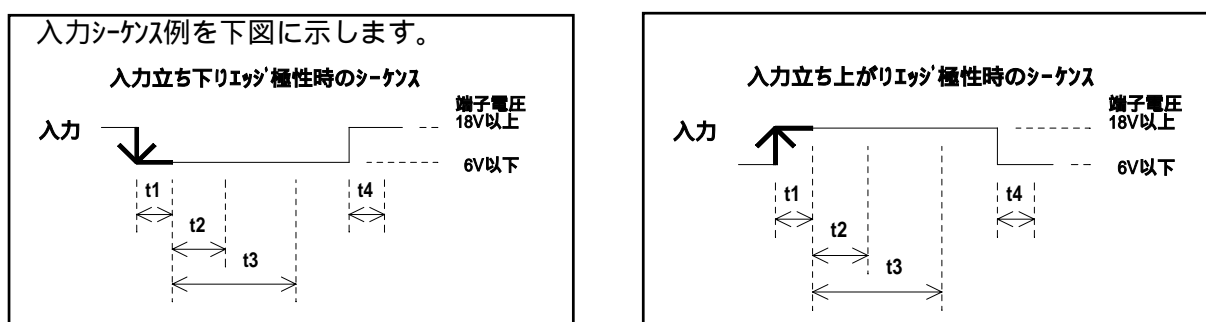 入力ｼｰｹﾝｽ例を下図に示します。
入力立ち下りｴｯｼﾞ極性時のｼｰｹﾝｽ
端子電圧
18V以上
入力
6V以下
t1
t4
t2
t3
入力立ち上がりｴｯｼﾞ極性時のｼｰｹﾝｽ
端子電圧
18V以上
入力
6V以下
t1
t4
t2
t3